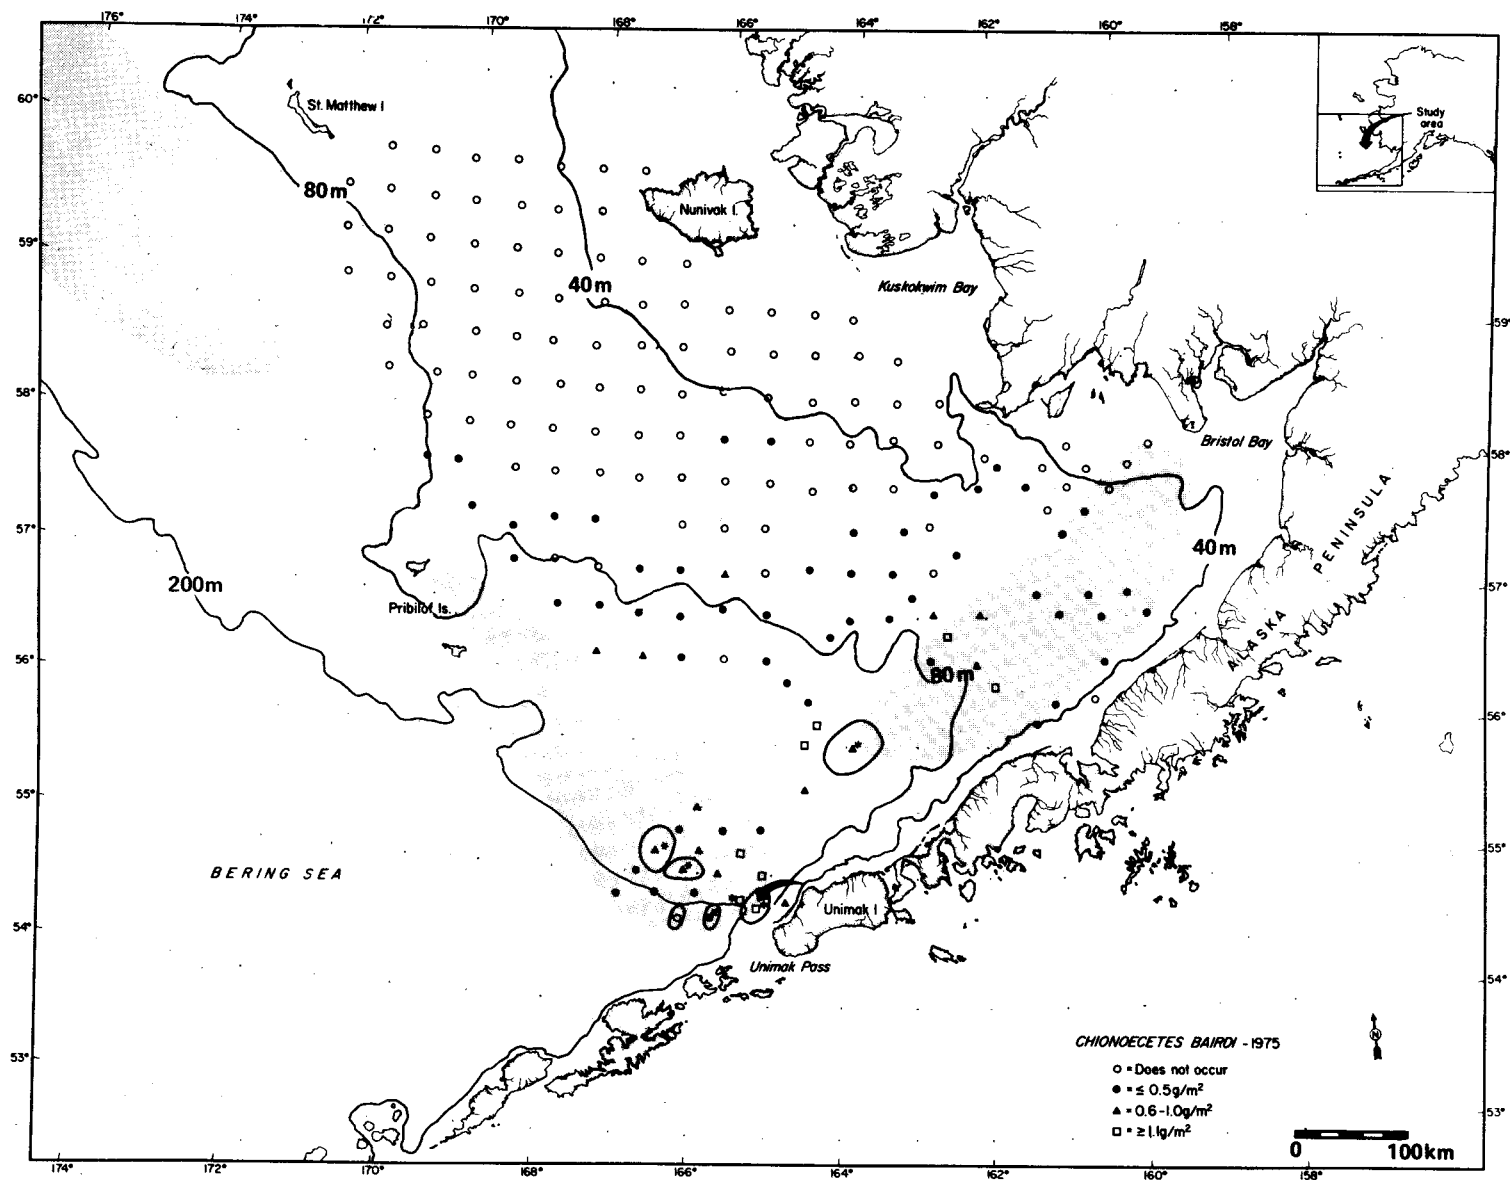 176° 174° 172° 170° 168° 166° 164° 162° 160° 158°
60°
St. Matthew I.
Study
area
80m
Nunivak I.
59°
40m
Kuskokwim Bay
59°
58°
Bristol Bay
58°
57°
40m
200m
PENINSULA
57°
Pribilof Is.
ALASKA
56°
80m
56°
55°
55°
BERING SEA
Unimak I.
54°
Unimak Pass
54°
N
53°
CHIONOECETES BAIRDI - 1975
○ = Does not occur
● = ≤ 0.5g/m²
▲ = 0.6-1.0g/m²
□ = ≥ 1.1g/m²
53°
0 100km
174° 172° 170° 168° 166° 164° 162° 160° 158°